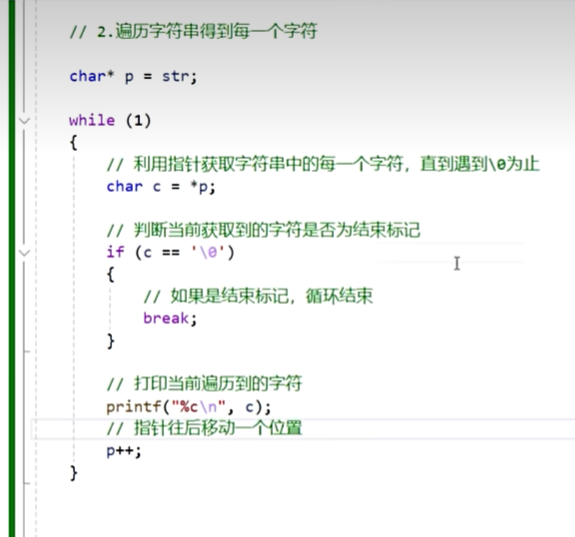 // 2.遍历字符串得到每一个字符
char* p = str;
while (1)
{
// 利用指针获取字符串中的每一个字符，直到遇到\0为止
char c = *p;
// 判断当前获取到的字符是否为结束标记
if (c == '\0')
{
// 如果是结束标记，循环结束
break;
}
// 打印当前遍历到的字符
printf("%c\n", c);
// 指针往后移动一个位置
p++;
}